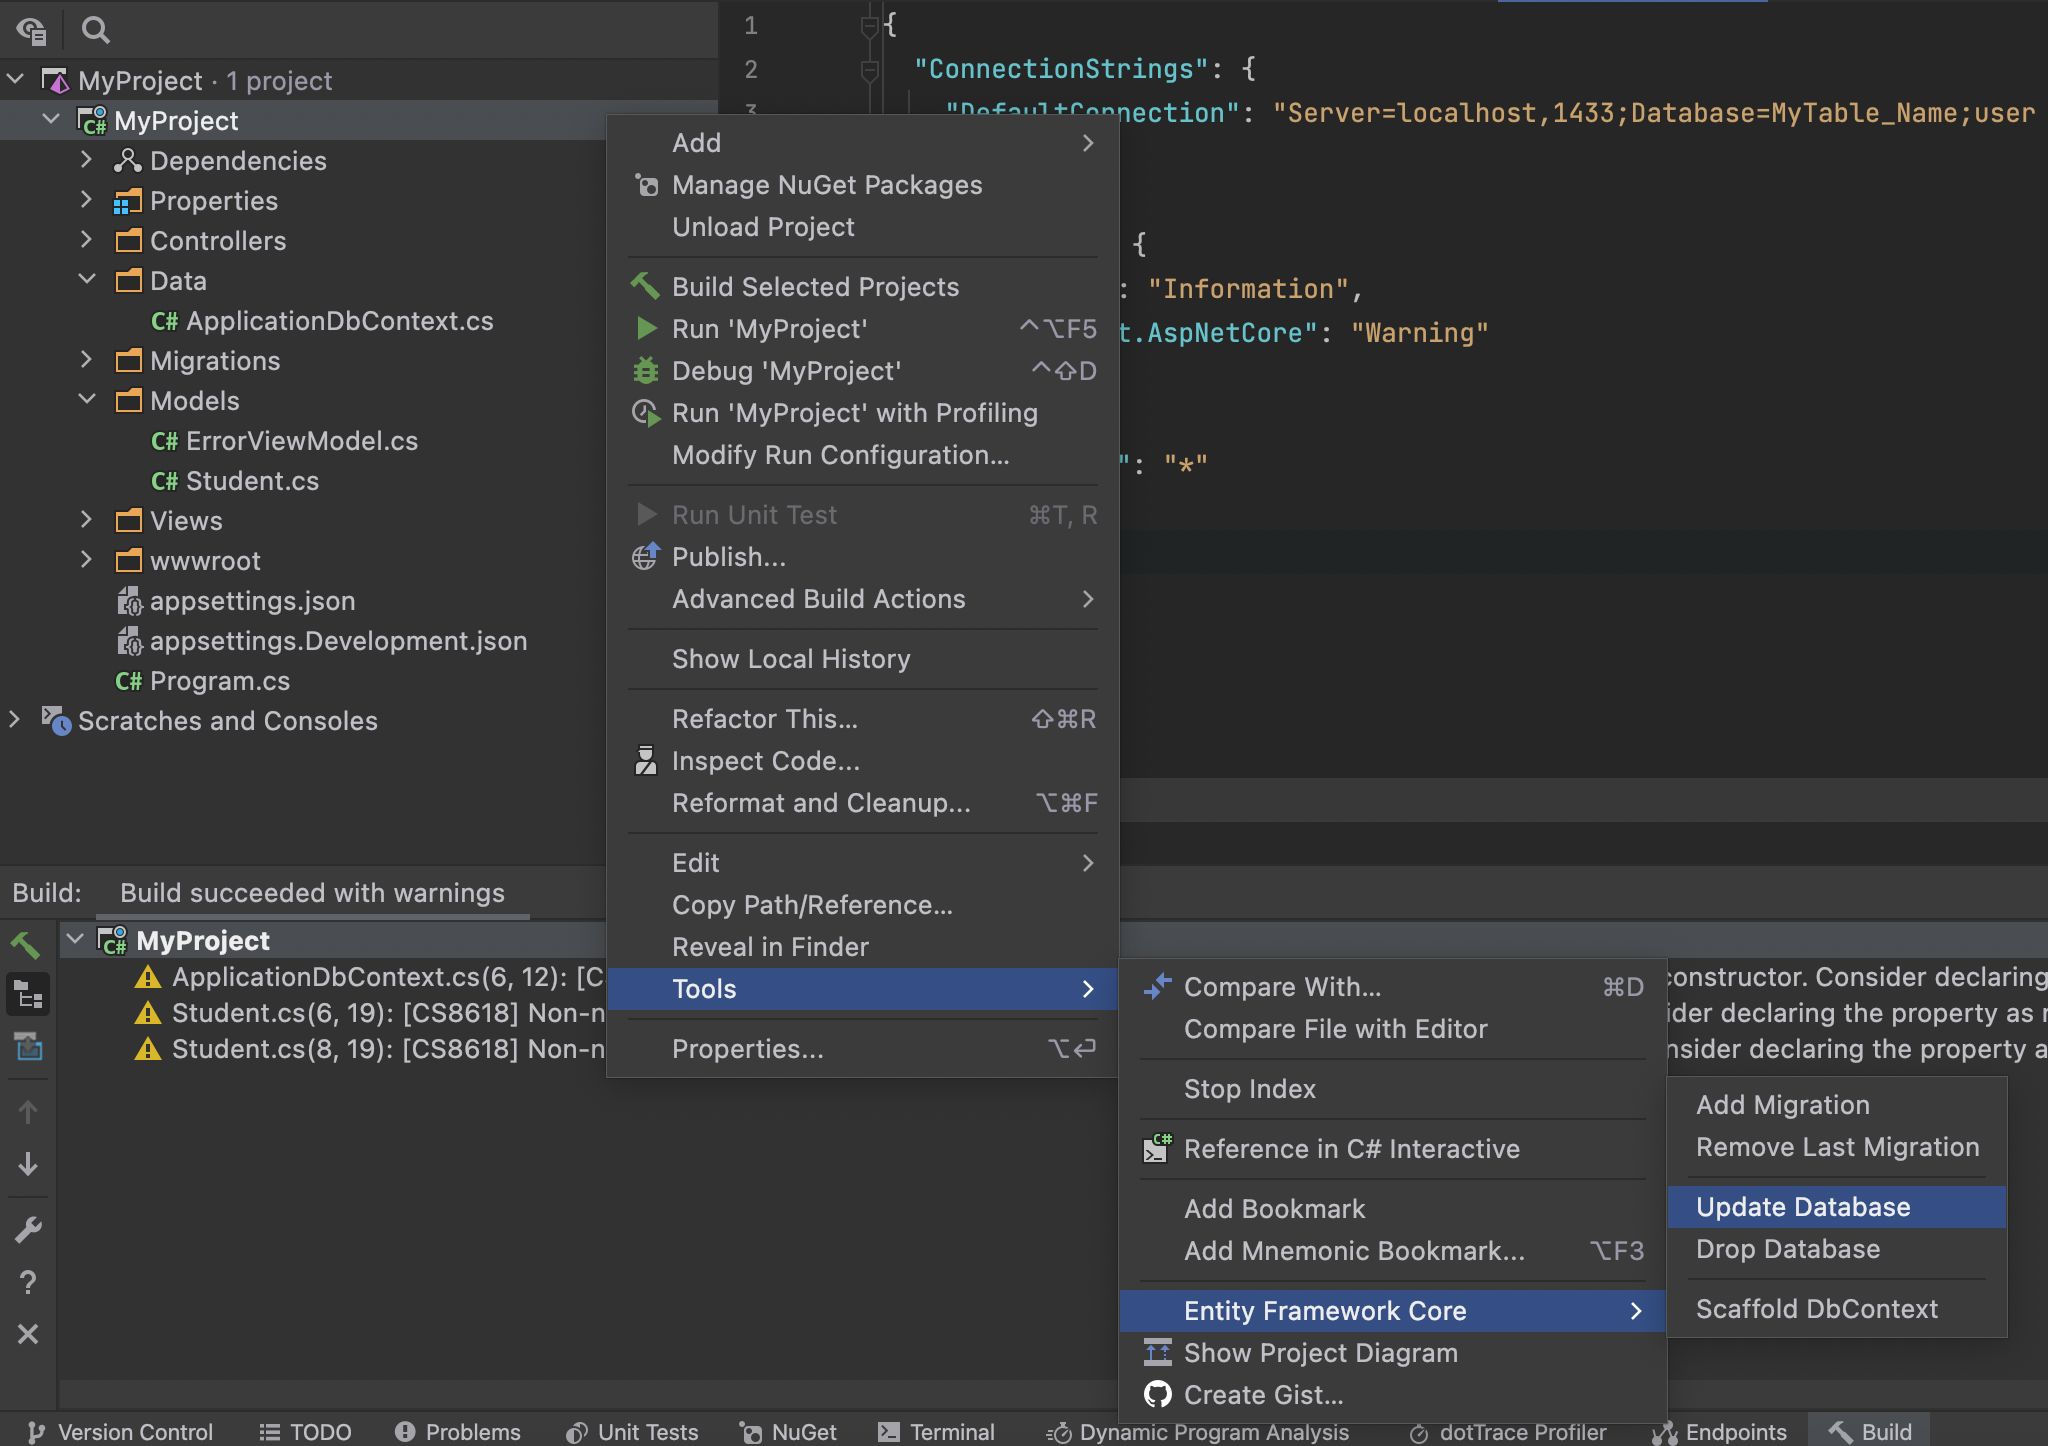 MyProject · 1 project
MyProject
Dependencies
Properties
Controllers
Data
C# ApplicationDbContext.cs
Migrations
Models
C# ErrorViewModel.cs
C# Student.cs
Views
wwwroot
appsettings.json
appsettings.Development.json
C# Program.cs
Scratches and Consoles
1 {
2 "ConnectionStrings": {
3 "DefaultConnection": "Server=localhost,1433;Database=MyTable_Name;user
{
: "Information",
t.AspNetCore": "Warning"
": "*"
Add
Manage NuGet Packages
Unload Project
Build Selected Projects
Run 'MyProject' ^⌥F5
Debug 'MyProject' ^⇧D
Run 'MyProject' with Profiling
Modify Run Configuration...
Run Unit Test ⌘T, R
Publish...
Advanced Build Actions
Show Local History
Refactor This... ⇧⌘R
Inspect Code...
Reformat and Cleanup... ⌥⌘F
Edit
Copy Path/Reference...
Reveal in Finder
Tools
Properties... ⌥⏎
Compare With... ⌘D
Compare File with Editor
Stop Index
Reference in C# Interactive
Add Bookmark
Add Mnemonic Bookmark... ⌥F3
Entity Framework Core
Show Project Diagram
Create Gist...
Add Migration
Remove Last Migration
Update Database
Drop Database
Scaffold DbContext
Build: Build succeeded with warnings
MyProject
ApplicationDbContext.cs(6, 12): [C constructor. Consider declaring
Student.cs(6, 19): [CS8618] Non-n ider declaring the property as
Student.cs(8, 19): [CS8618] Non-n nsider declaring the property a
Version Control TODO Problems Unit Tests NuGet Terminal Dynamic Program Analysis dotTrace Profiler Endpoints Build